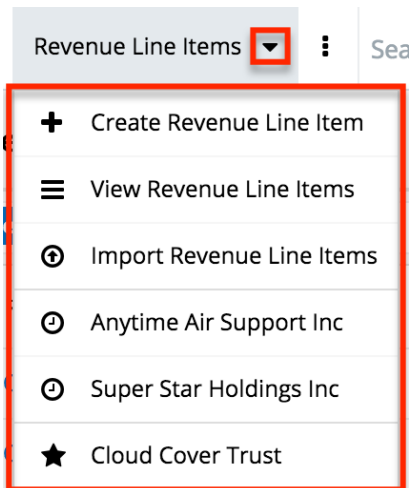 Revenue Line Items
Sea
Create Revenue Line Item
View Revenue Line Items
Import Revenue Line Items
Anytime Air Support Inc
Super Star Holdings Inc
Cloud Cover Trust